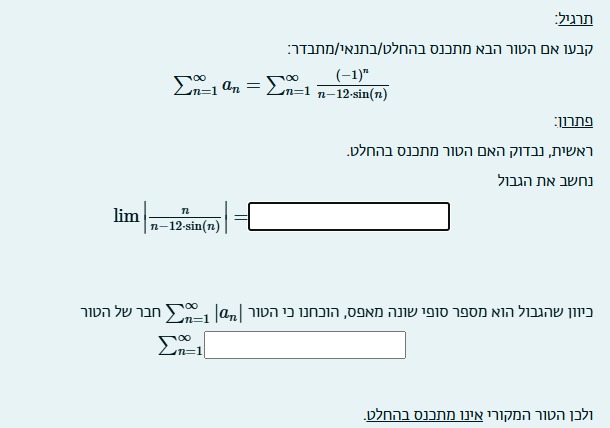 תרגיל:
קבעו אם הטור הבא מתכנס בהחלט/בתנאי/מתבדר:
$\sum_{n=1}^{\infty} a_n = \sum_{n=1}^{\infty} \frac{(-1)^n}{n-12\cdot\sin(n)}$
פתרון:
ראשית, נבדוק האם הטור מתכנס בהחלט.
נחשב את הגבול
$\lim \left| \frac{n}{n-12\cdot\sin(n)} \right| =$
כיוון שהגבול הוא מספר סופי שונה מאפס, הוכחנו כי הטור $\sum_{n=1}^{\infty} |a_n|$ חבר של הטור
$\sum_{n=1}^{\infty}$
ולכן הטור המקורי אינו מתכנס בהחלט.